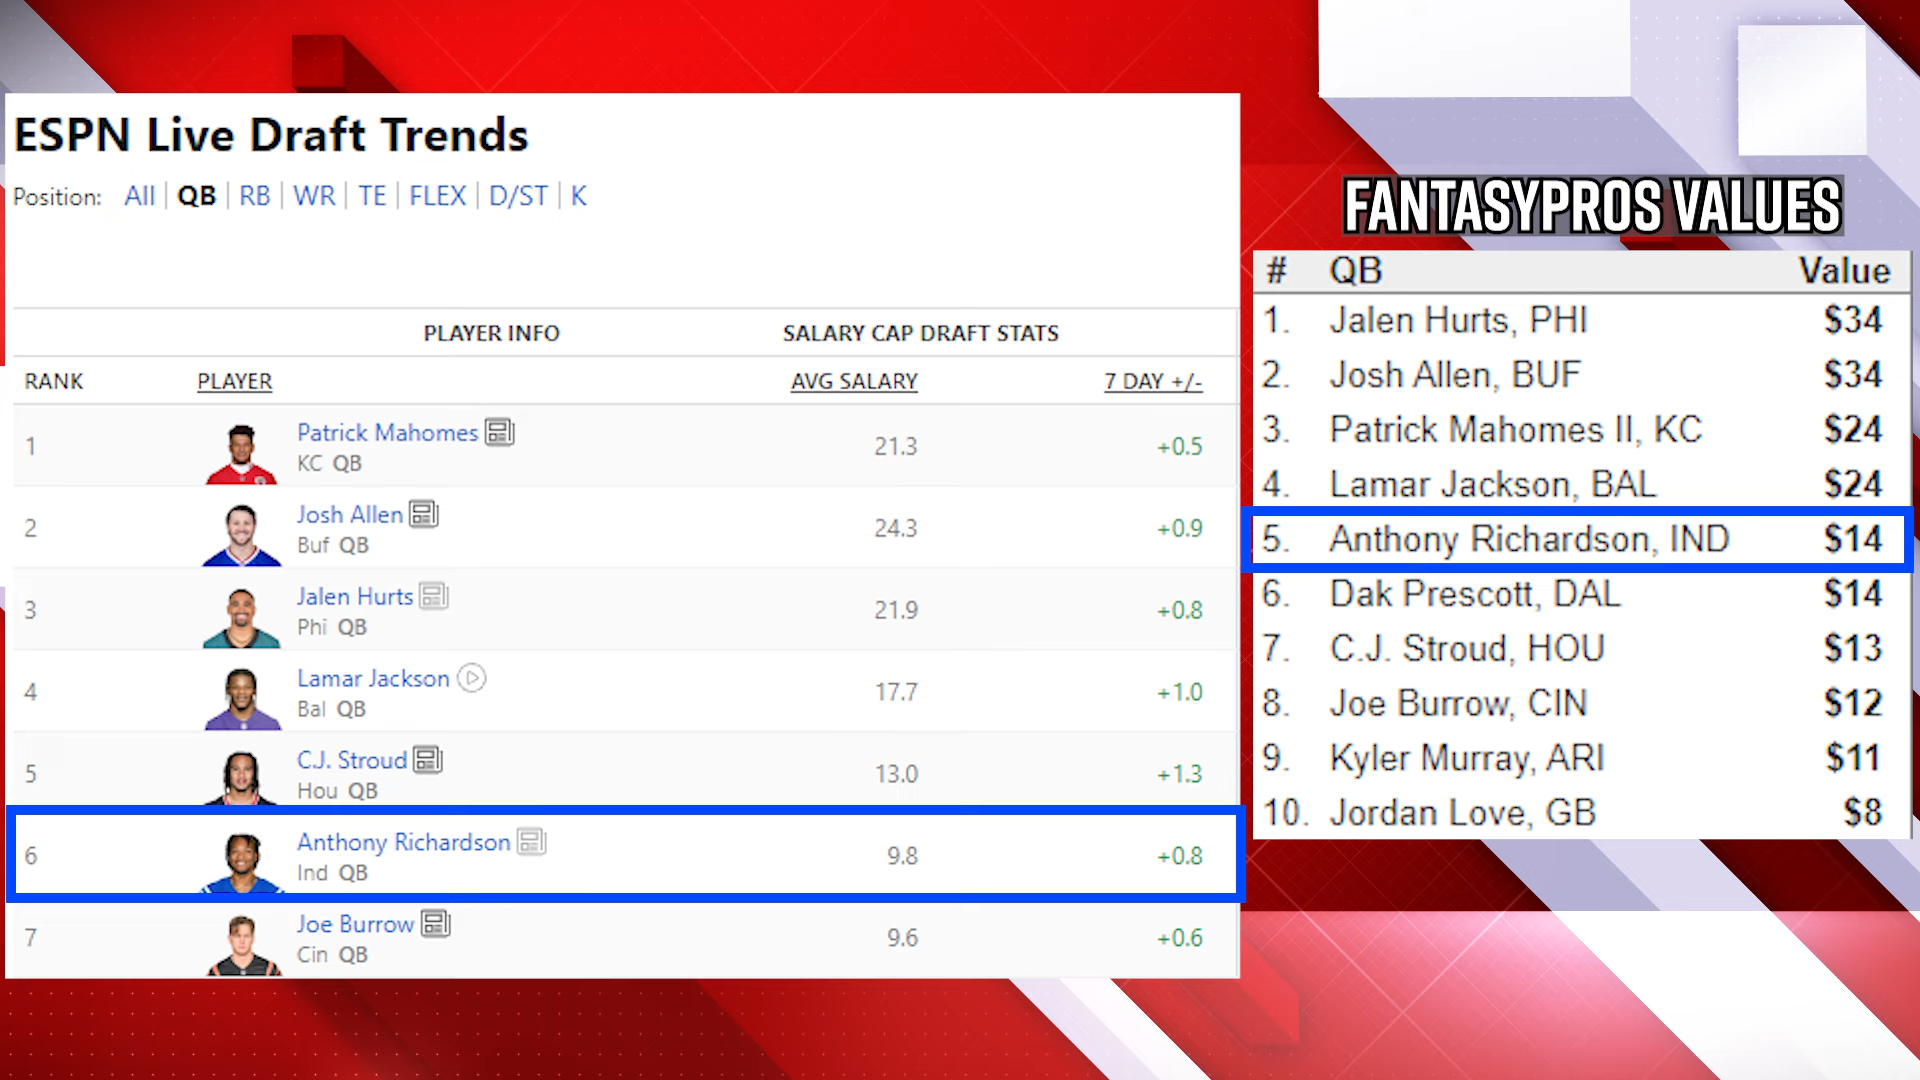 ESPN Live Draft Trends
Position: All | QB | RB | WR | TE | FLEX | D/ST | K
PLAYER INFO SALARY CAP DRAFT STATS
RANK PLAYER AVG SALARY 7 DAY +/-
1 Patrick Mahomes 21.3 +0.5
KC QB
2 Josh Allen 24.3 +0.9
Buf QB
3 Jalen Hurts 21.9 +0.8
Phi QB
4 Lamar Jackson 17.7 +1.0
Bal QB
5 C.J. Stroud 13.0 +1.3
Hou QB
6 Anthony Richardson 9.8 +0.8
Ind QB
7 Joe Burrow 9.6 +0.6
Cin QB
FANTASYPROS VALUES
# QB Value
1. Jalen Hurts, PHI $34
2. Josh Allen, BUF $34
3. Patrick Mahomes II, KC $24
4. Lamar Jackson, BAL $24
5. Anthony Richardson, IND $14
6. Dak Prescott, DAL $14
7. C.J. Stroud, HOU $13
8. Joe Burrow, CIN $12
9. Kyler Murray, ARI $11
10. Jordan Love, GB $8